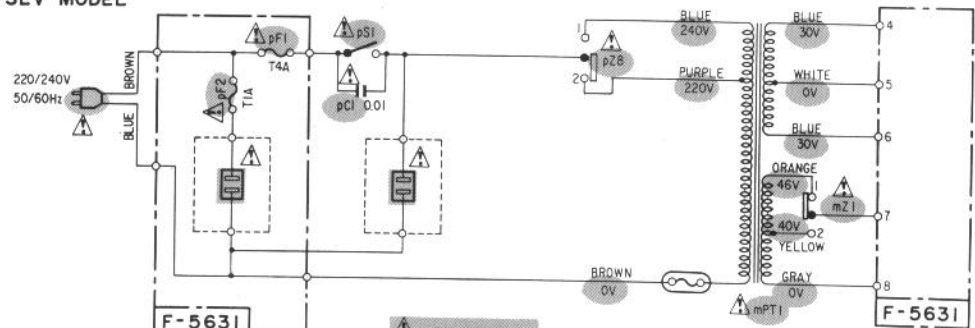 SEV MODEL
220/240V
50/60Hz
BROWN
BLUE
pF1
T4A
pF2
T1A
pS1
pC1 0.01
1
pZ8
2
BLUE
240V
PURPLE
220V
BROWN
0V
mPT1
BLUE
30V
WHITE
0V
BLUE
30V
ORANGE
46V
1
mZ1
40V
2
YELLOW
GRAY
0V
4
5
6
7
8
F-5631
F-5631